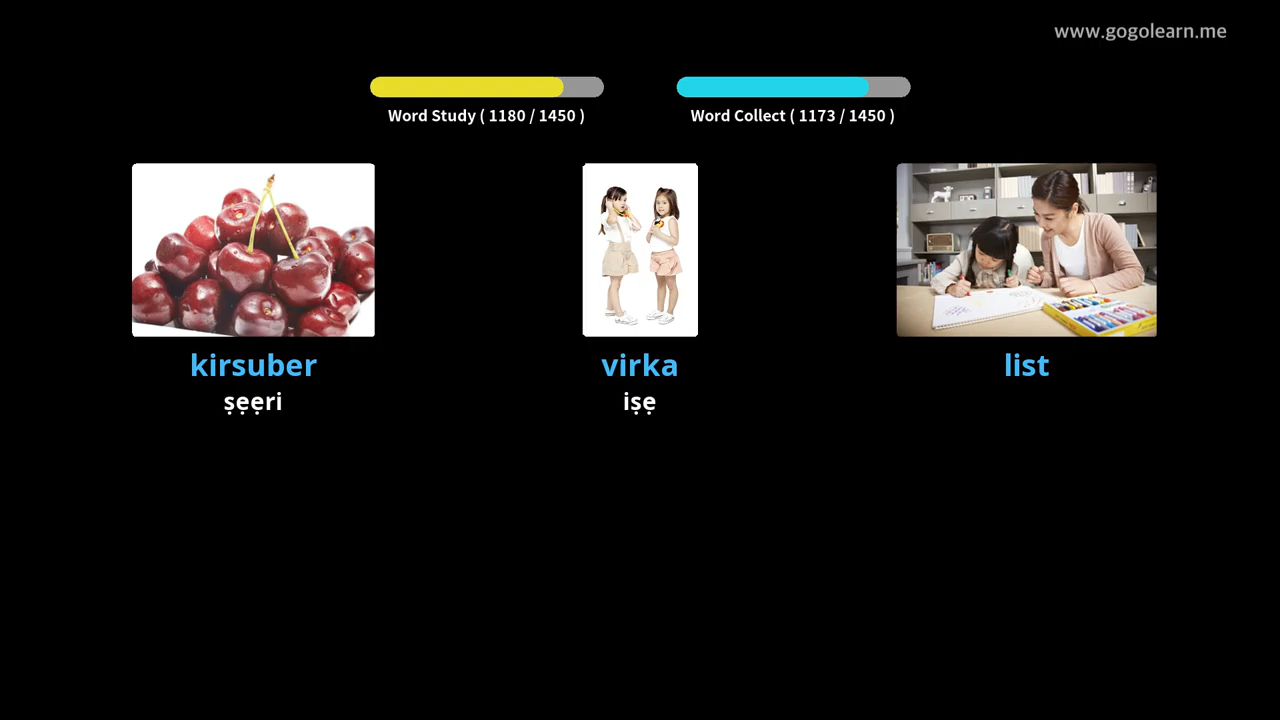 www.gogolearn.me
Word Study ( 1180 / 1450 )
Word Collect ( 1173 / 1450 )
kirsuber
virka
list
ṣẹẹri
iṣẹ